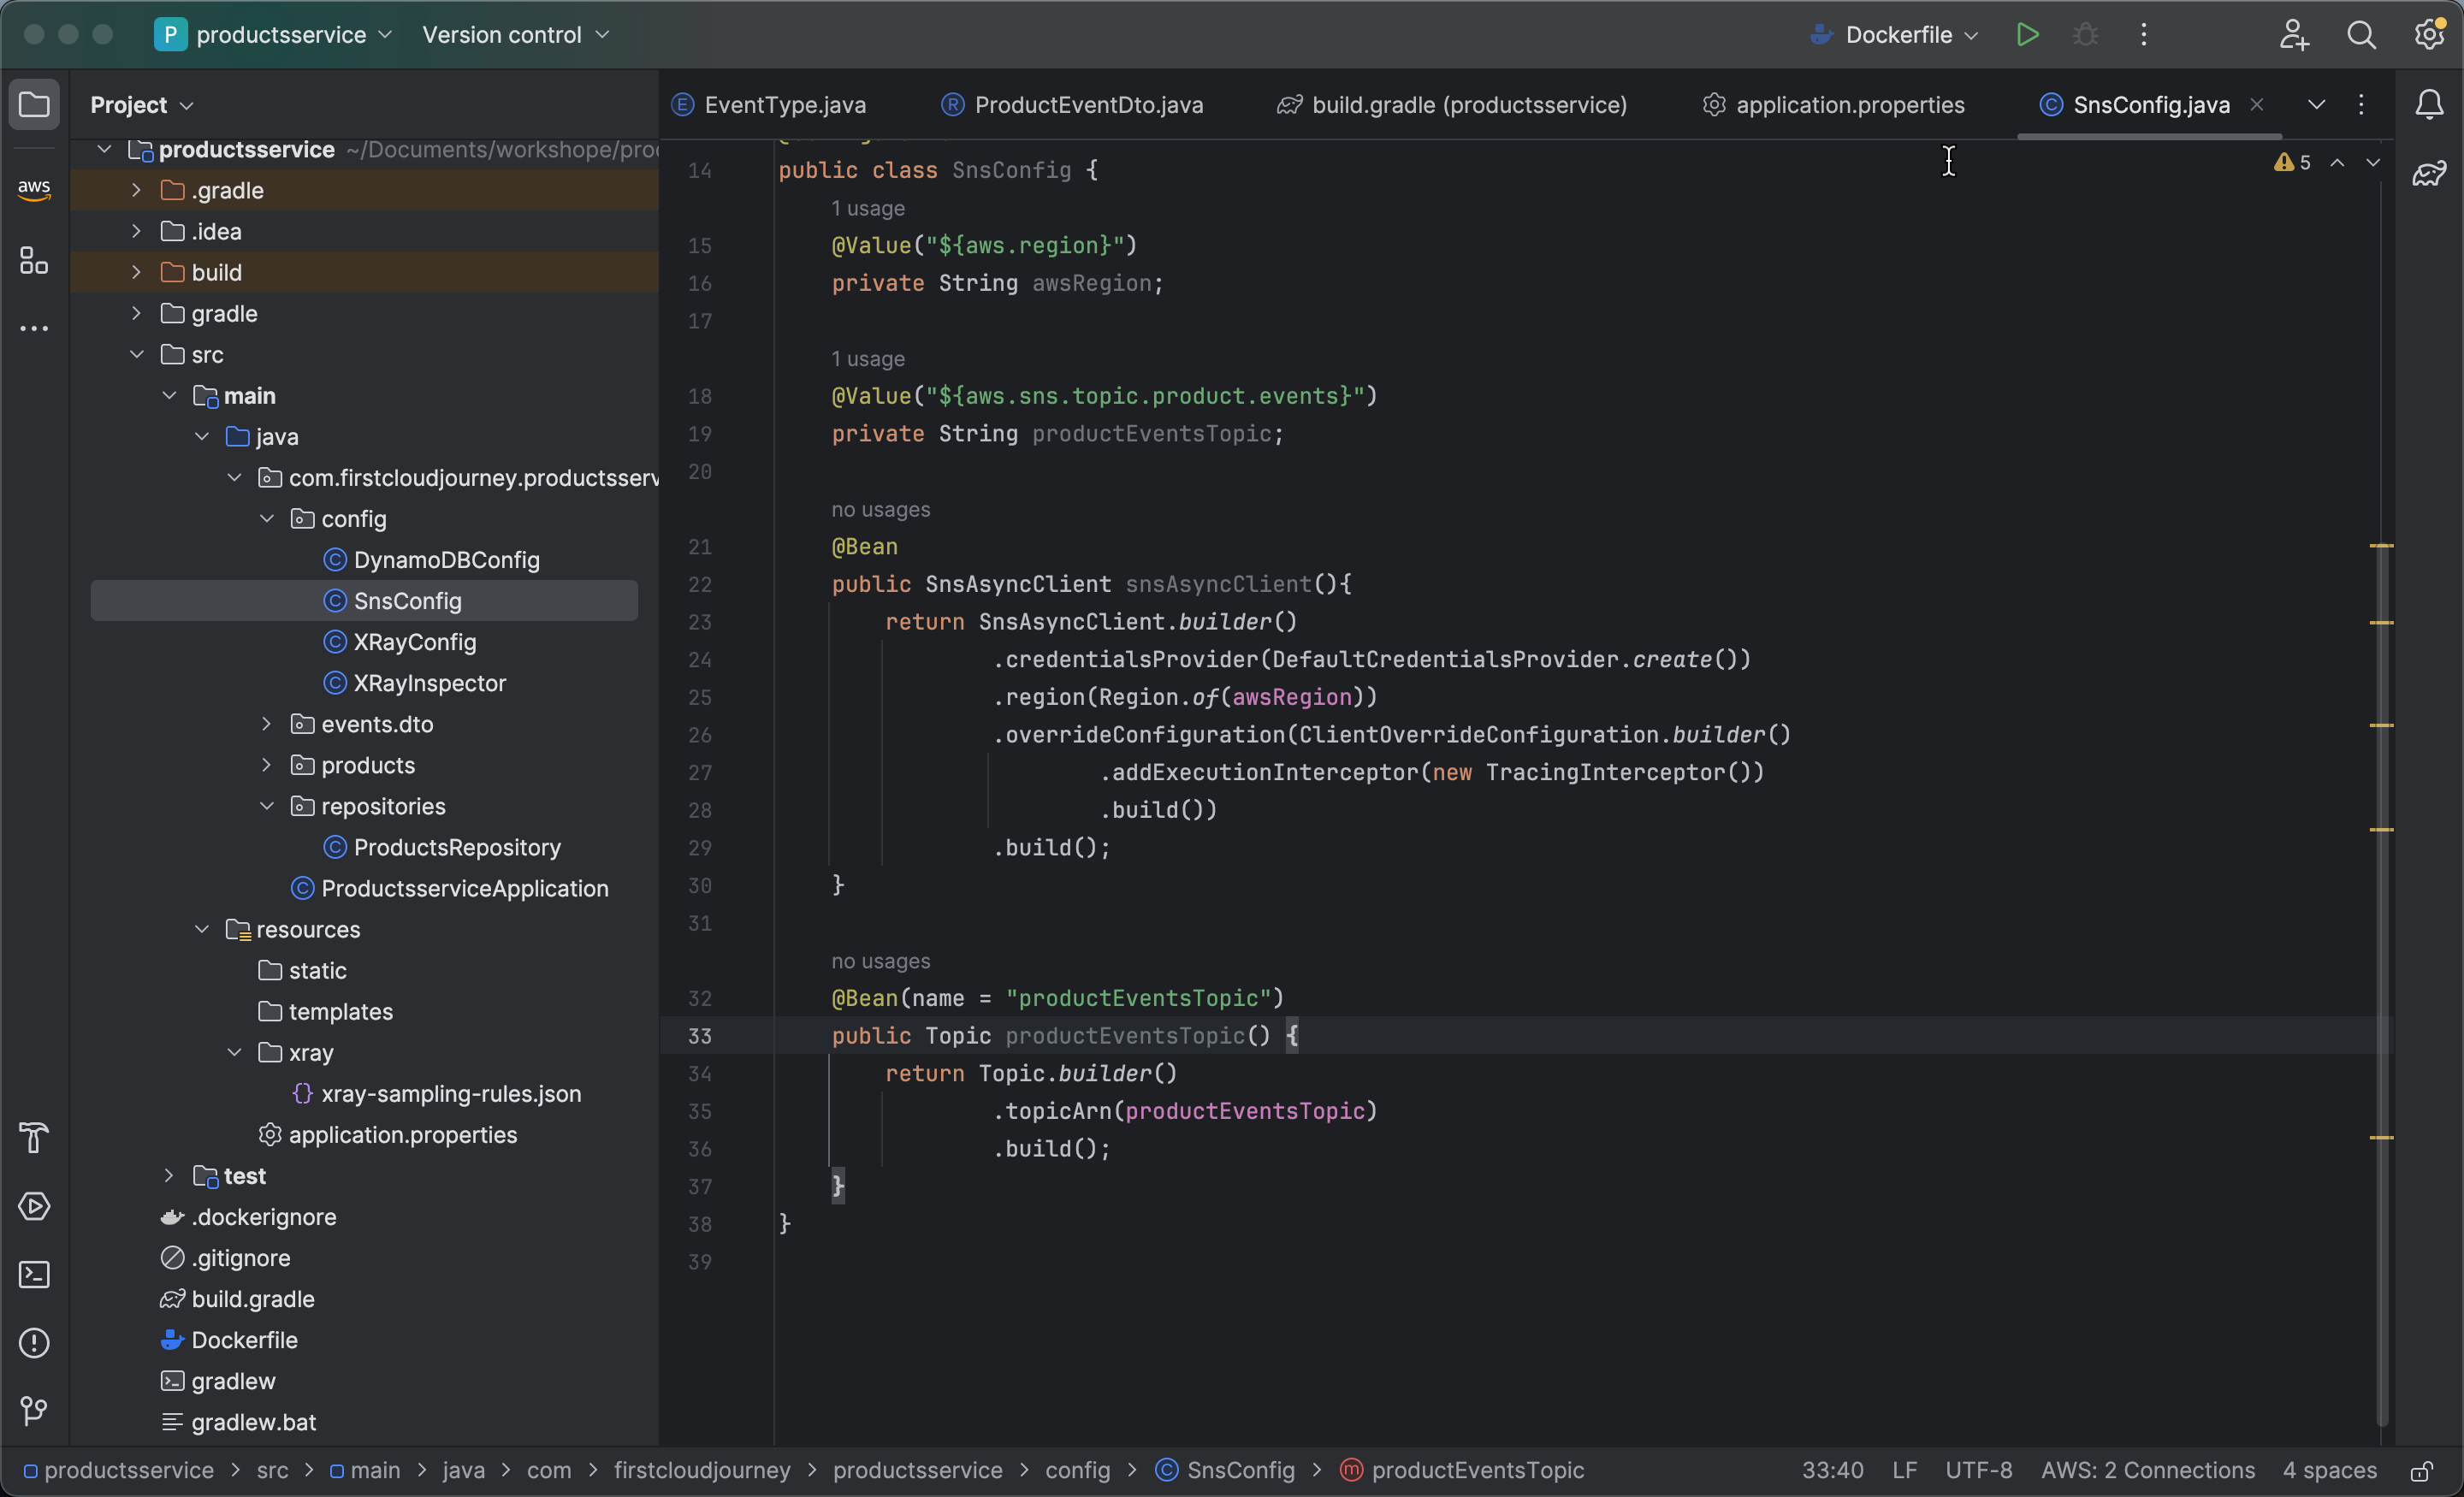 P productsservice Version control Dockerfile
Project
EventType.java ProductEventDto.java build.gradle (productsservice) application.properties SnsConfig.java
aws
productsservice ~/Documents/workshope/pro
.gradle
.idea
build
gradle
src
main
java
com.firstcloudjourney.productsserv
config
DynamoDBConfig
SnsConfig
XRayConfig
XRayInspector
events.dto
products
repositories
ProductsRepository
ProductsserviceApplication
resources
static
templates
xray
xray-sampling-rules.json
application.properties
test
.dockerignore
.gitignore
build.gradle
Dockerfile
gradlew
gradlew.bat
5
14 public class SnsConfig {
1 usage
15 @Value("${aws.region}")
16 private String awsRegion;
17
1 usage
18 @Value("${aws.sns.topic.product.events}")
19 private String productEventsTopic;
20
no usages
21 @Bean
22 public SnsAsyncClient snsAsyncClient(){
23 return SnsAsyncClient.builder()
24 .credentialsProvider(DefaultCredentialsProvider.create())
25 .region(Region.of(awsRegion))
26 .overrideConfiguration(ClientOverrideConfiguration.builder()
27 .addExecutionInterceptor(new TracingInterceptor())
28 .build())
29 .build();
30 }
31
no usages
32 @Bean(name = "productEventsTopic")
33 public Topic productEventsTopic() {
34 return Topic.builder()
35 .topicArn(productEventsTopic)
36 .build();
37 }
38 }
39
productsservice > src > main > java > com > firstcloudjourney > productsservice > config > SnsConfig > productEventsTopic 33:40 LF UTF-8 AWS: 2 Connections 4 spaces